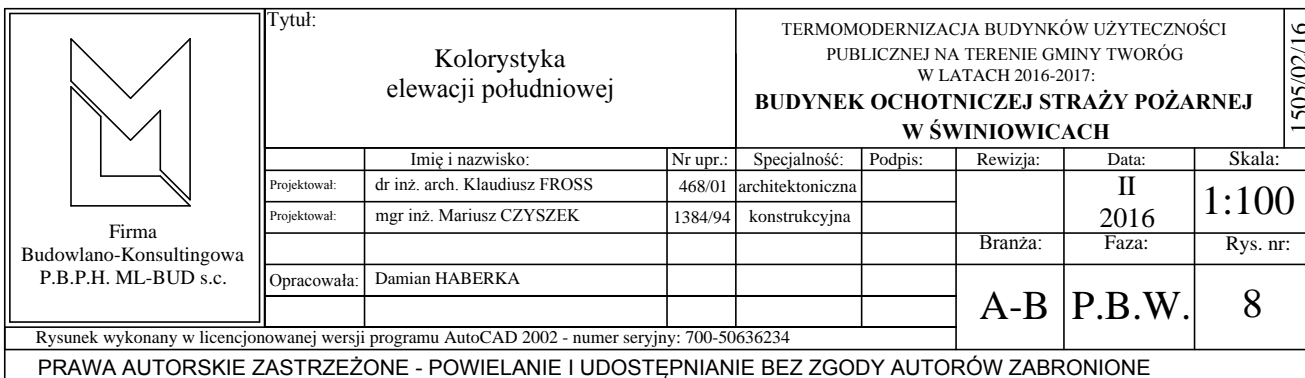 Tytuł:
Kolorystyka
elewacji południowej
TERMOMODERNIZACJA BUDYNKÓW UŻYTECZNOŚCI
PUBLICZNEJ NA TERENIE GMINY TWORÓG
W LATACH 2016-2017:
BUDYNEK OCHOTNICZEJ STRAŻY POŻARNEJ
W ŚWINIOWICACH
1505/02/16
Firma
Budowlano-Konsultingowa
P.B.P.H. ML-BUD s.c.
Imię i nazwisko: Nr upr.: Specjalność: Podpis: Rewizja: Data: Skala:
Projektował: dr inż. arch. Klaudiusz FROSS 468/01 architektoniczna II 1:100
Projektował: mgr inż. Mariusz CZYSZEK 1384/94 konstrukcyjna 2016
Branża: Faza: Rys. nr:
Opracowała: Damian HABERKA
A-B P.B.W. 8
Rysunek wykonany w licencjonowanej wersji programu AutoCAD 2002 - numer seryjny: 700-50636234
PRAWA AUTORSKIE ZASTRZEŻONE - POWIELANIE I UDOSTĘPNIANIE BEZ ZGODY AUTORÓW ZABRONIONE